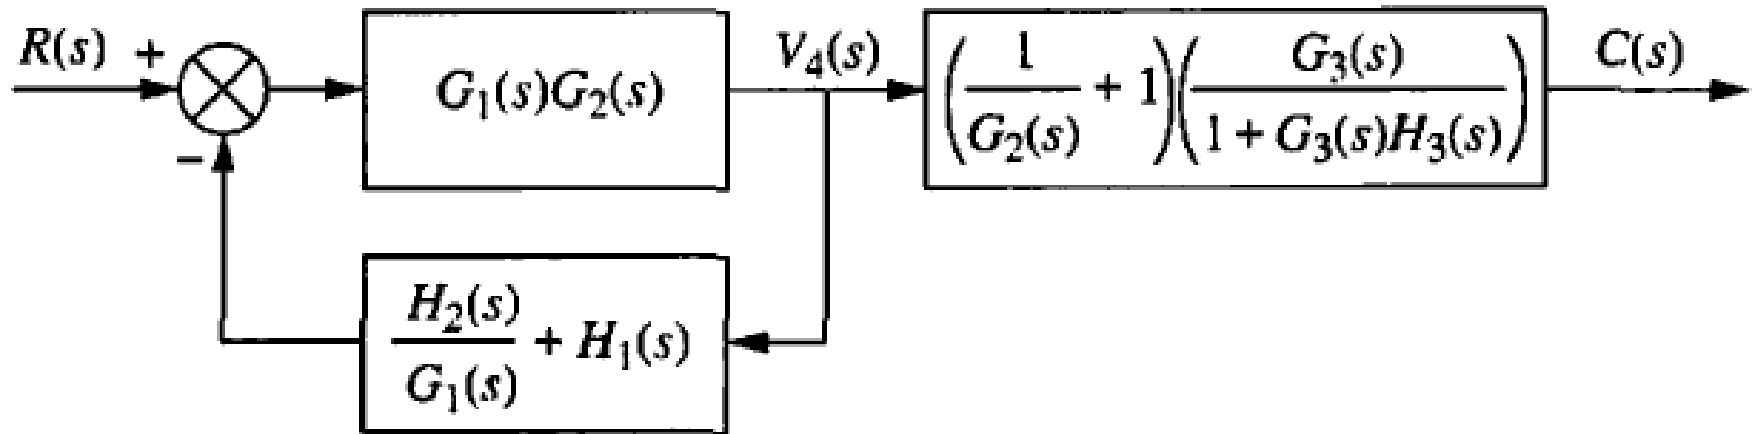 R(s) +
−
G₁(s)G₂(s)
V₄(s)
(1/G₂(s) + 1)(G₃(s)/(1 + G₃(s)H₃(s)))
C(s)
H₂(s)/G₁(s) + H₁(s)